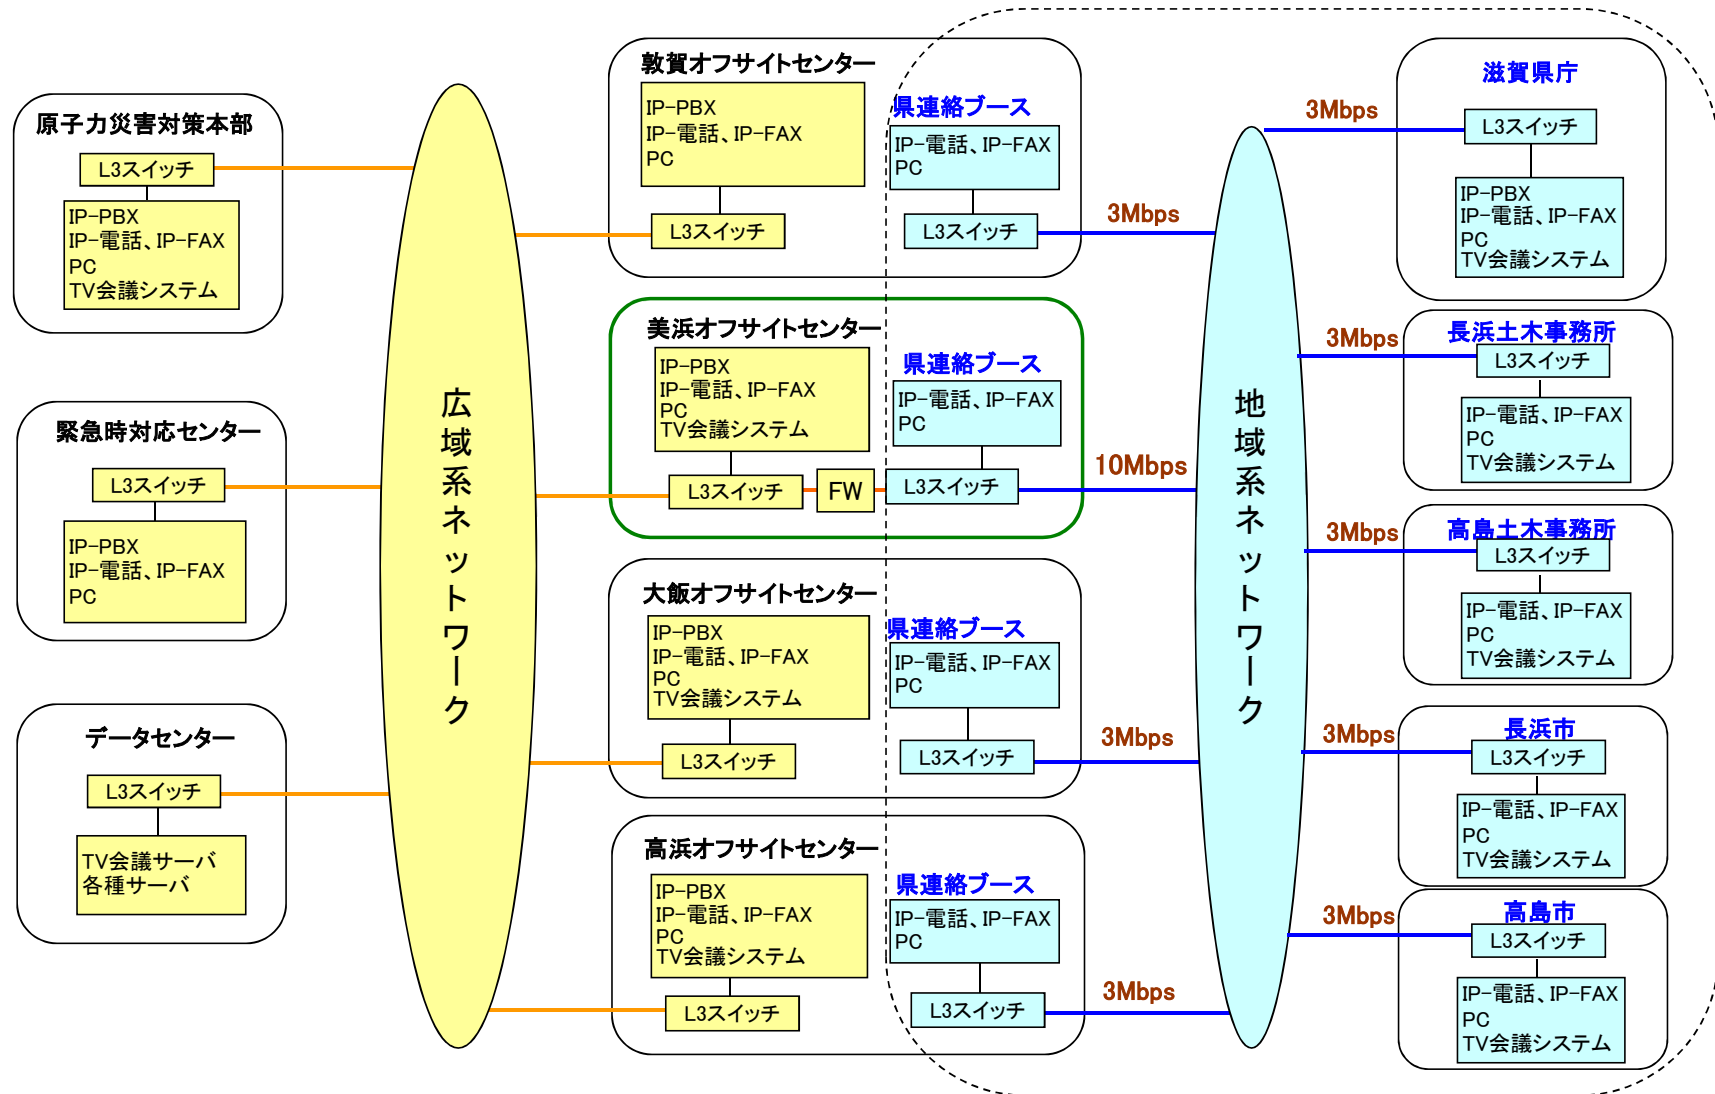 原子力災害対策本部
L3スイッチ
IP-PBX
IP-電話、IP-FAX
PC
TV会議システム
緊急時対応センター
L3スイッチ
IP-PBX
IP-電話、IP-FAX
PC
データセンター
L3スイッチ
TV会議サーバ
各種サーバ
広域系ネットワーク
敦賀オフサイトセンター
IP-PBX
IP-電話、IP-FAX
PC
L3スイッチ
県連絡ブース
IP-電話、IP-FAX
PC
L3スイッチ
3Mbps
美浜オフサイトセンター
IP-PBX
IP-電話、IP-FAX
PC
TV会議システム
L3スイッチ
FW
県連絡ブース
IP-電話、IP-FAX
PC
L3スイッチ
10Mbps
大飯オフサイトセンター
IP-PBX
IP-電話、IP-FAX
PC
TV会議システム
L3スイッチ
県連絡ブース
IP-電話、IP-FAX
PC
L3スイッチ
3Mbps
高浜オフサイトセンター
IP-PBX
IP-電話、IP-FAX
PC
TV会議システム
L3スイッチ
県連絡ブース
IP-電話、IP-FAX
PC
L3スイッチ
3Mbps
地域系ネットワーク
3Mbps
滋賀県庁
L3スイッチ
IP-PBX
IP-電話、IP-FAX
PC
TV会議システム
3Mbps
長浜土木事務所
L3スイッチ
IP-電話、IP-FAX
PC
TV会議システム
3Mbps
高島土木事務所
L3スイッチ
IP-電話、IP-FAX
PC
TV会議システム
3Mbps
長浜市
L3スイッチ
IP-電話、IP-FAX
PC
TV会議システム
3Mbps
高島市
L3スイッチ
IP-電話、IP-FAX
PC
TV会議システム